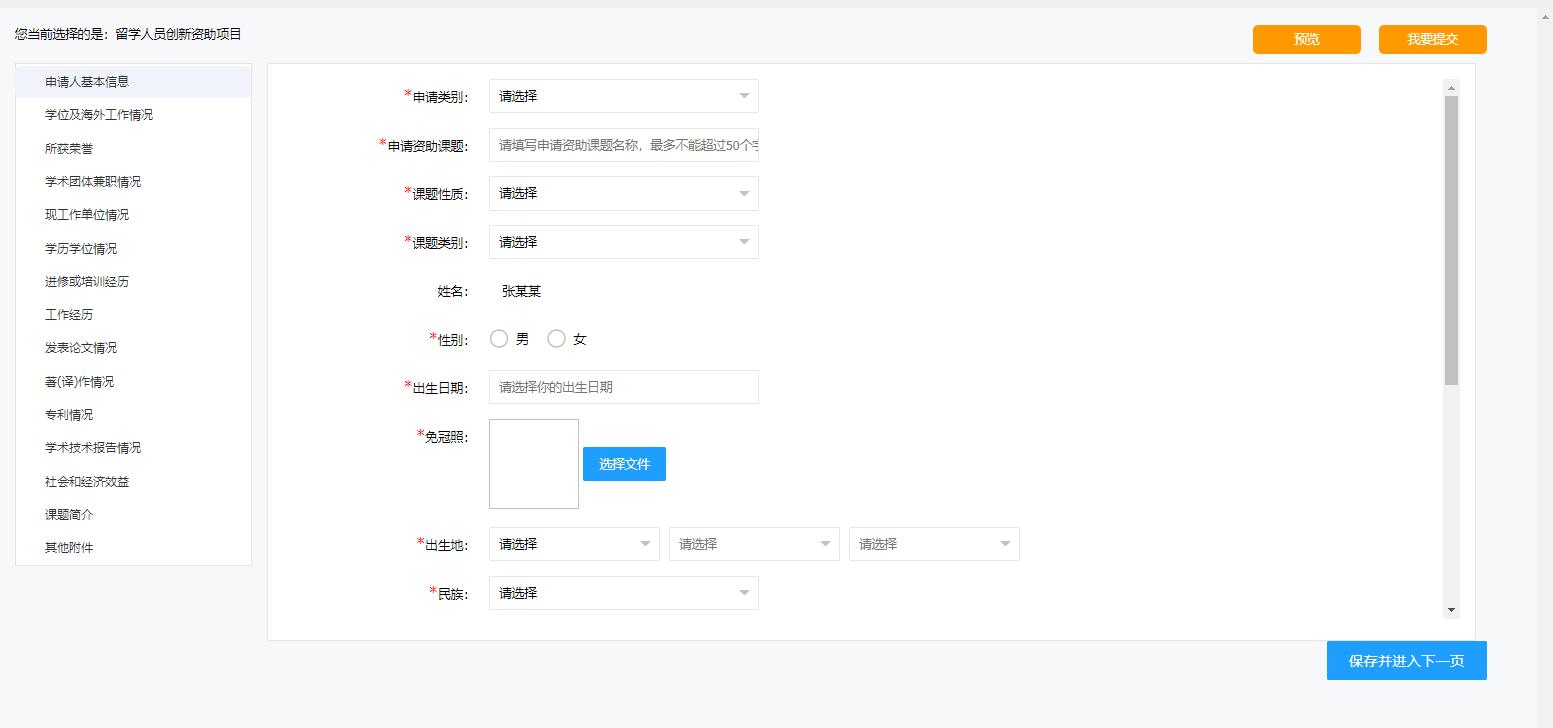 您当前选择的是：留学人员创新资助项目
预览
我要提交
申请人基本信息
学位及海外工作情况
所获荣誉
学术团体兼职情况
现工作单位情况
学历学位情况
进修或培训经历
工作经历
发表论文情况
著(译)作情况
专利情况
学术技术报告情况
社会和经济效益
课题简介
其他附件
*申请类别： 请选择
*申请资助课题： 请填写申请资助课题名称，最多不能超过50个字
*课题性质： 请选择
*课题类别： 请选择
姓名： 张某某
*性别： 男 女
*出生日期： 请选择你的出生日期
*免冠照： 选择文件
*出生地： 请选择 请选择 请选择
*民族： 请选择
保存并进入下一页